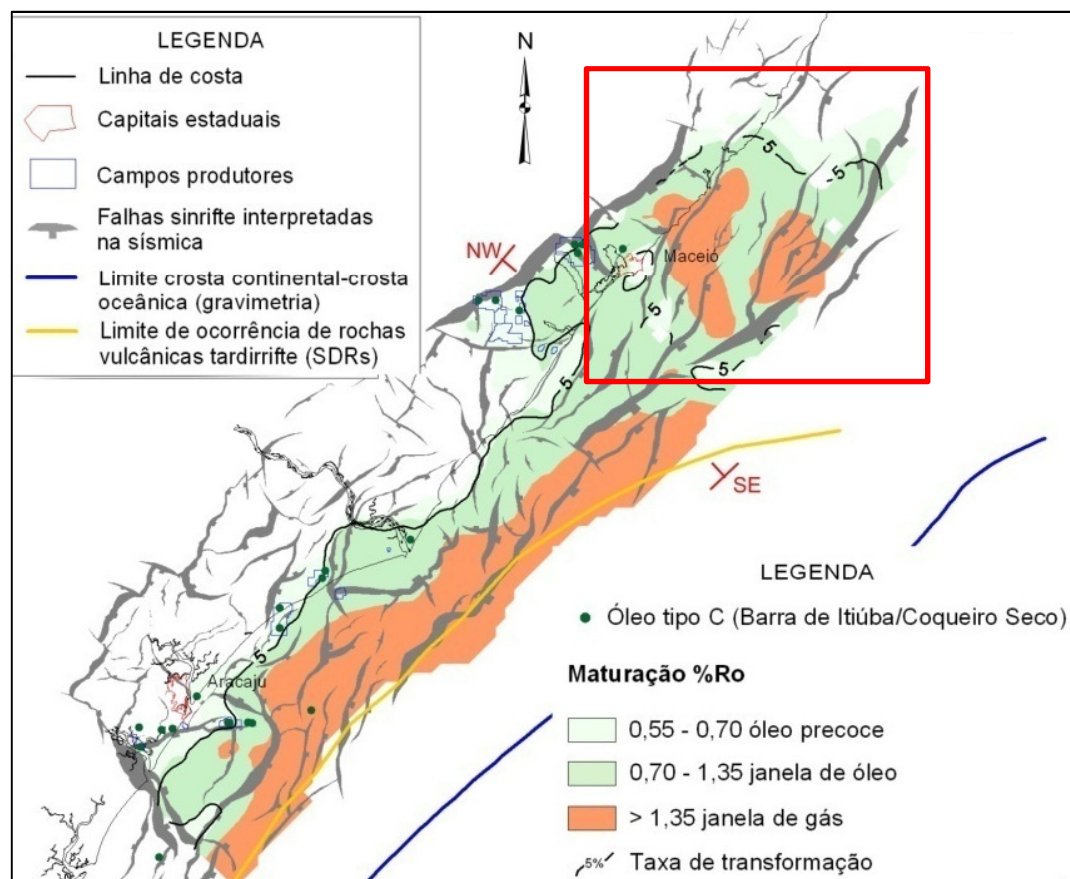 LEGENDA
Linha de costa
Capitais estaduais
Campos produtores
Falhas sinrifte interpretadas
na sísmica
Limite crosta continental-crosta
oceânica (gravimetria)
Limite de ocorrência de rochas
vulcânicas tardirrifte (SDRs)
N
5
5
NW
Maceió
5
5
5
SE
LEGENDA
Óleo tipo C (Barra de Itiúba/Coqueiro Seco)
Aracaju
5
Maturação %Ro
0,55 - 0,70 óleo precoce
0,70 - 1,35 janela de óleo
> 1,35 janela de gás
5% Taxa de transformação